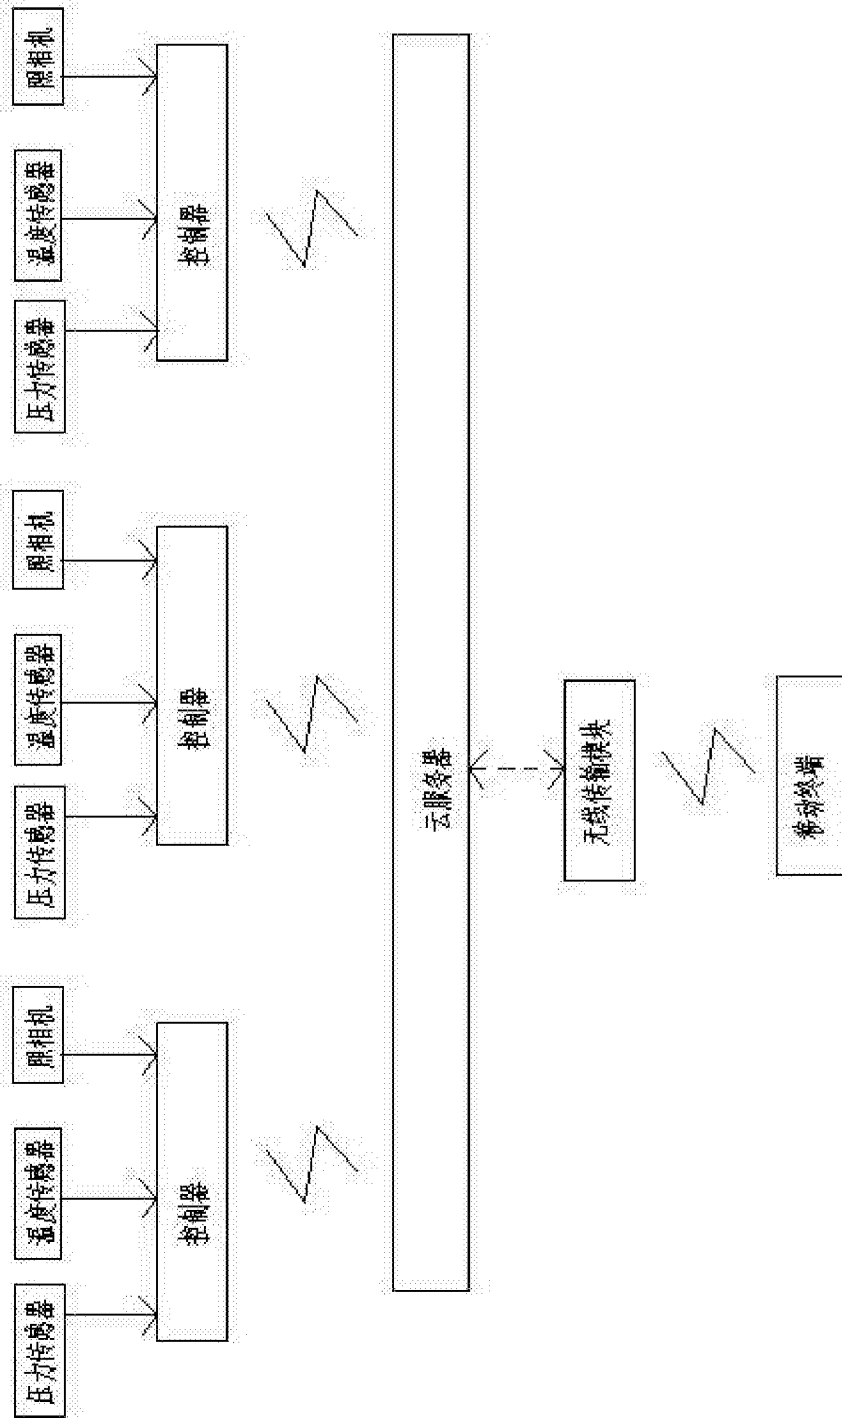 压力传感器
温度传感器
照相机
压力传感器
温度传感器
照相机
压力传感器
温度传感器
照相机
控制器
控制器
控制器
云服务器
无线传输模块
移动终端